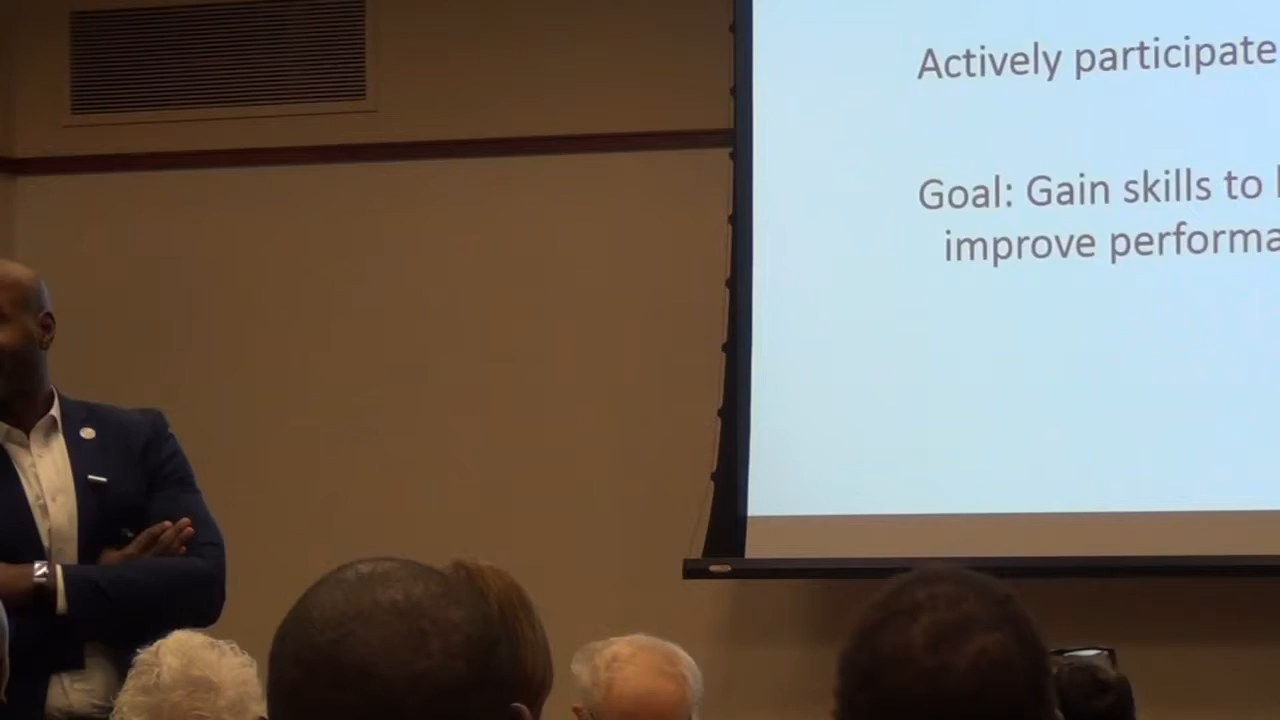 Actively participate
Goal: Gain skills to
improve performa